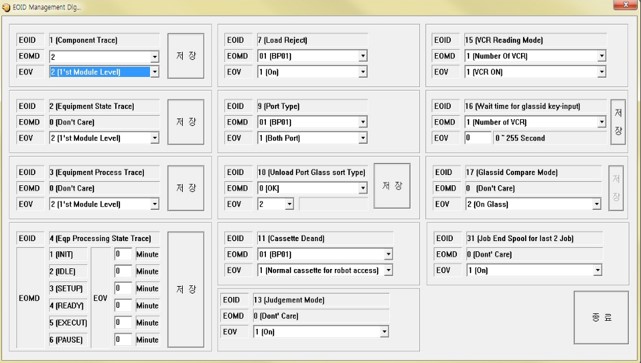 EOID Management Dlg...
EOID 1 (Component Trace)
EOMD 2
EOV 2 (1'st Module Level)
저 장
EOID 2 (Equipment State Trace)
EOMD 0 (Don't Care)
EOV 2 (1'st Module Level)
저 장
EOID 3 (Equipment Process Trace)
EOMD 0 (Don't Care)
EOV 2 (1'st Module Level)
저 장
EOID 4 (Eqp Processing State Trace)
EOMD
1 (INIT)
2 (IDLE)
3 (SETUP)
4 (READY)
5 (EXECUT)
6 (PAUSE)
EOV
0 Minute
0 Minute
0 Minute
0 Minute
0 Minute
0 Minute
저 장
EOID 7 (Load Reject)
EOMD 01 (BP01)
EOV 1 (On)
EOID 9 (Port Type)
EOMD 01 (BP01)
EOV 1 (Both Port)
EOID 10 (Unload Port Glass sort Type)
EOMD 0 (OK)
EOV 2
저 장
EOID 11 (Cassette Deand)
EOMD 01 (BP01)
EOV 1 (Normal cassette for robot access)
EOID 13 (Judgement Mode)
EOMD 0 (Dont' Care)
EOV 1 (On)
EOID 15 (VCR Reading Mode)
EOMD 1 (Number Of VCR)
EOV 1 (VCR ON)
EOID 16 (Wait time for glassid key-input)
EOMD 1 (Number of VCR)
EOV 0 0 ~ 255 Second
저
장
EOID 17 (Glassid Compare Mode)
EOMD 0 (Don't Care)
EOV 2 (On Glass)
저
장
EOID 31 (Job End Spool for last 2 Job)
EOMD 0 (Dont' Care)
EOV 1 (On)
종 료